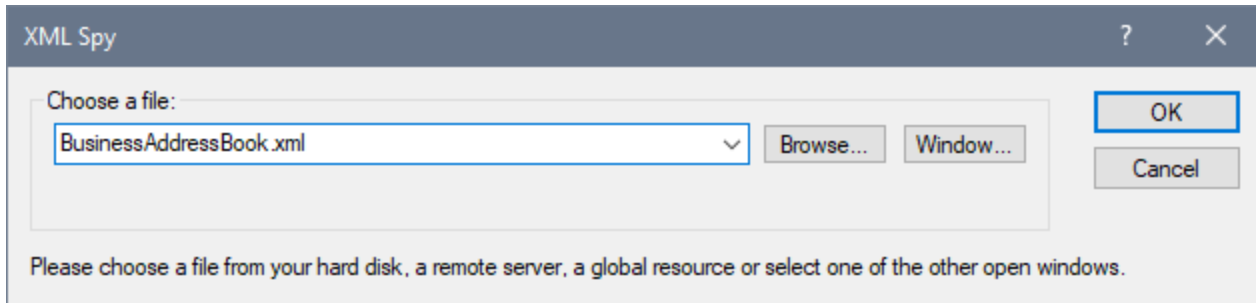 XML Spy ?
Choose a file:
OK
BusinessAddressBook.xml Browse... Window...
Cancel
Please choose a file from your hard disk, a remote server, a global resource or select one of the other open windows.